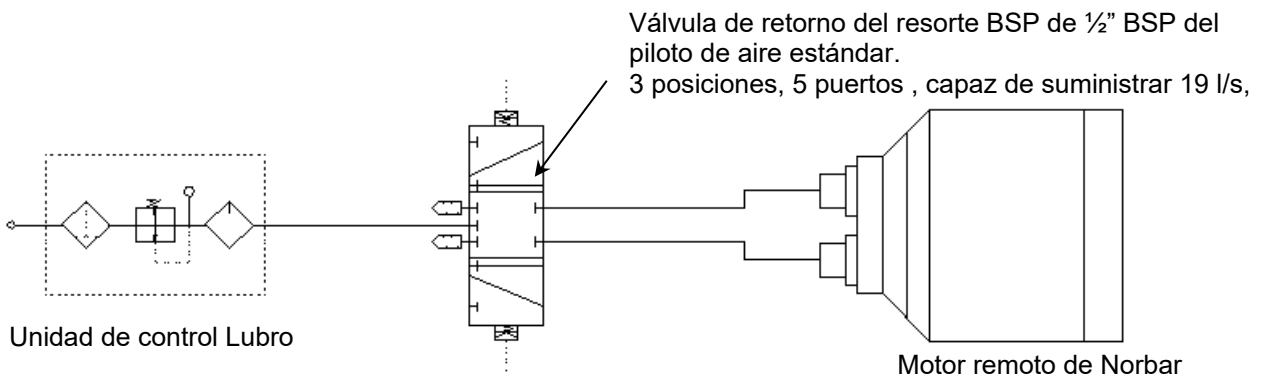 Válvula de retorno del resorte BSP de ½” BSP del
piloto de aire estándar.
3 posiciones, 5 puertos , capaz de suministrar 19 l/s,
Unidad de control Lubro
Motor remoto de Norbar